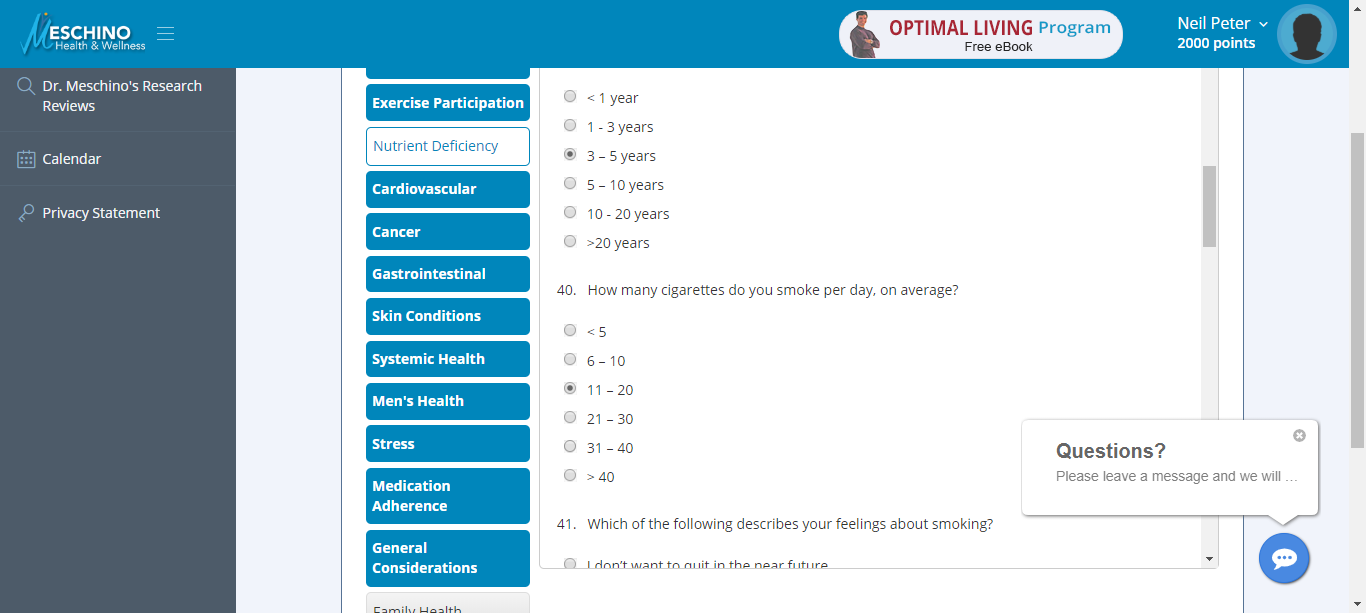 MESCHINO
Health & Wellness
OPTIMAL LIVING Program
Free eBook
Neil Peter
2000 points
Dr. Meschino's Research
Reviews
Calendar
Privacy Statement
Exercise Participation
Nutrient Deficiency
Cardiovascular
Cancer
Gastrointestinal
Skin Conditions
Systemic Health
Men's Health
Stress
Medication
Adherence
General
Considerations
Family Health
< 1 year
1 - 3 years
3 – 5 years
5 – 10 years
10 - 20 years
>20 years
40. How many cigarettes do you smoke per day, on average?
< 5
6 – 10
11 – 20
21 – 30
31 – 40
> 40
41. Which of the following describes your feelings about smoking?
I don't want to quit in the near future
Questions?
Please leave a message and we will ...